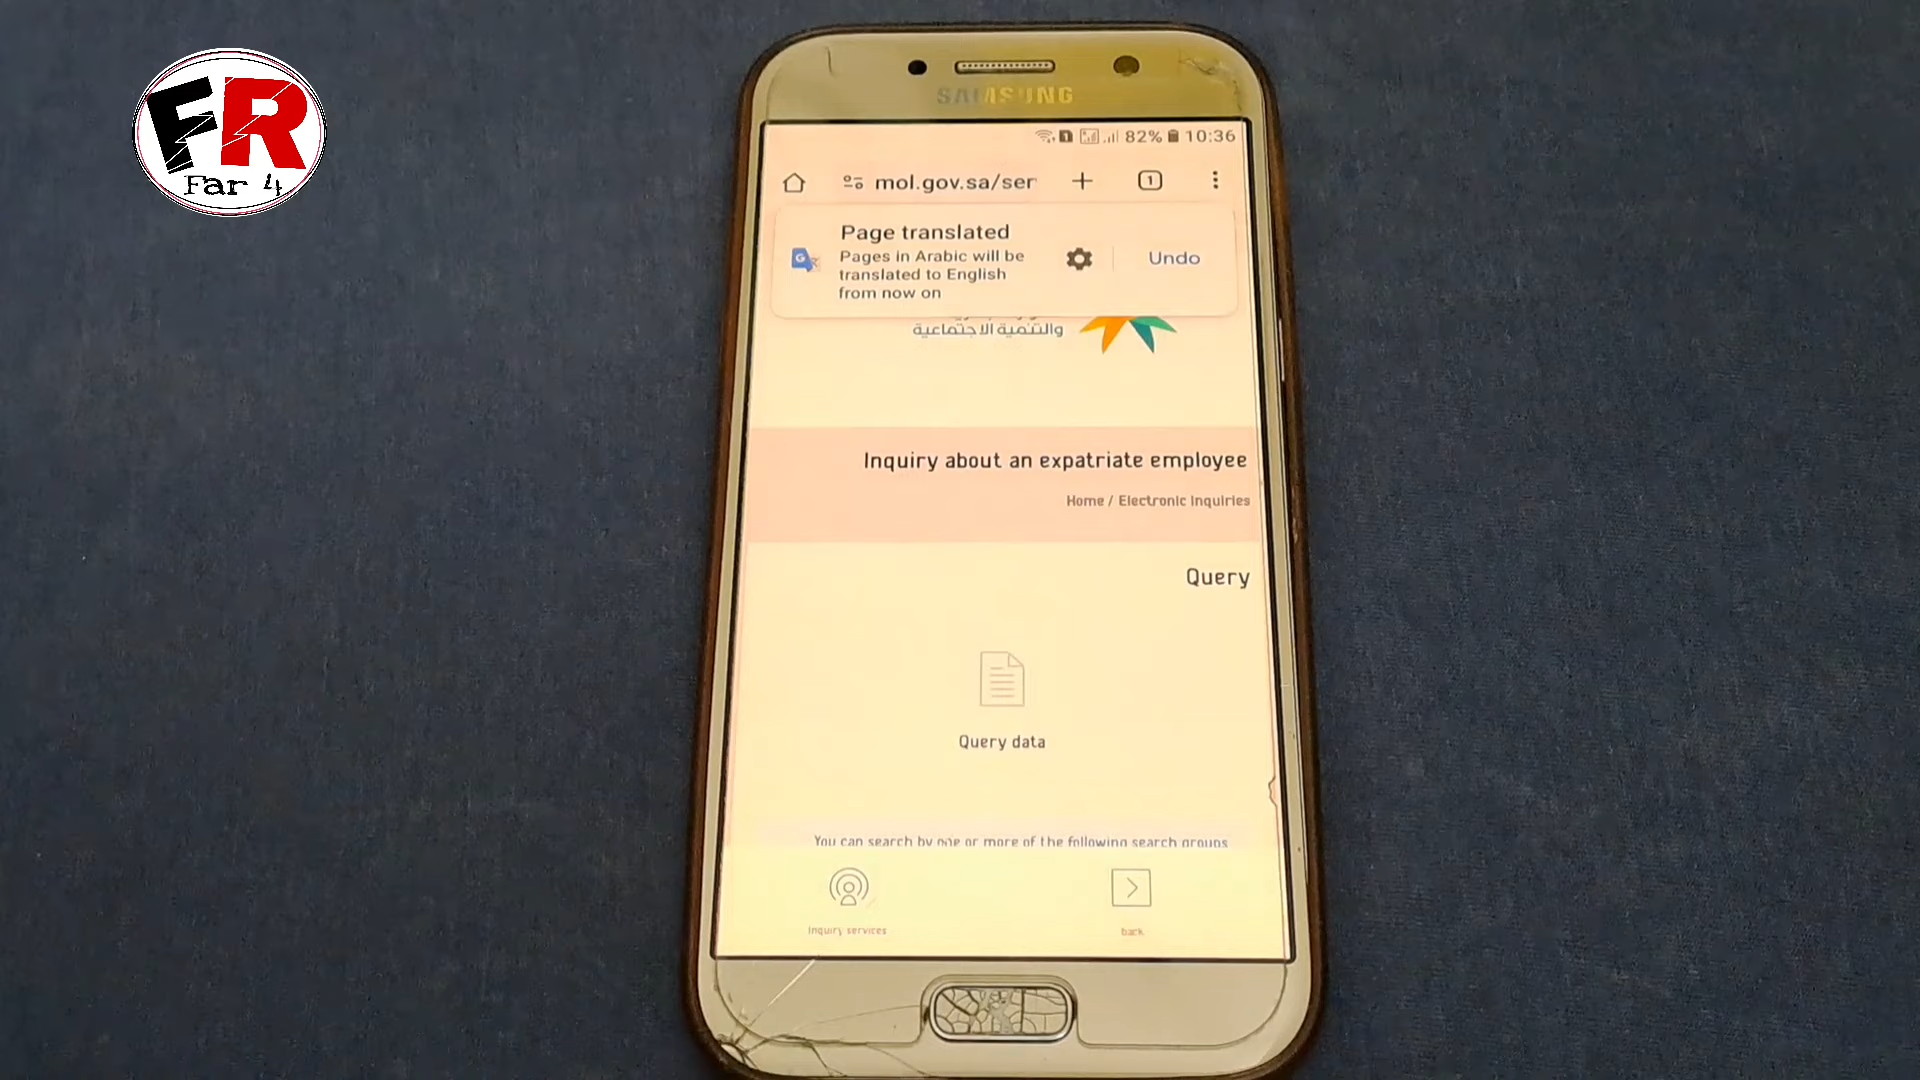 FR
Far 4
SAMSUNG
82% 10:36
mol.gov.sa/ser
1
Page translated
Pages in Arabic will be
translated to English
from now on
Undo
والتنمية الاجتماعية
Inquiry about an expatriate employee
Home / Electronic Inquiries
Query
Query data
You can search by one or more of the following search groups
Inquiry services
back